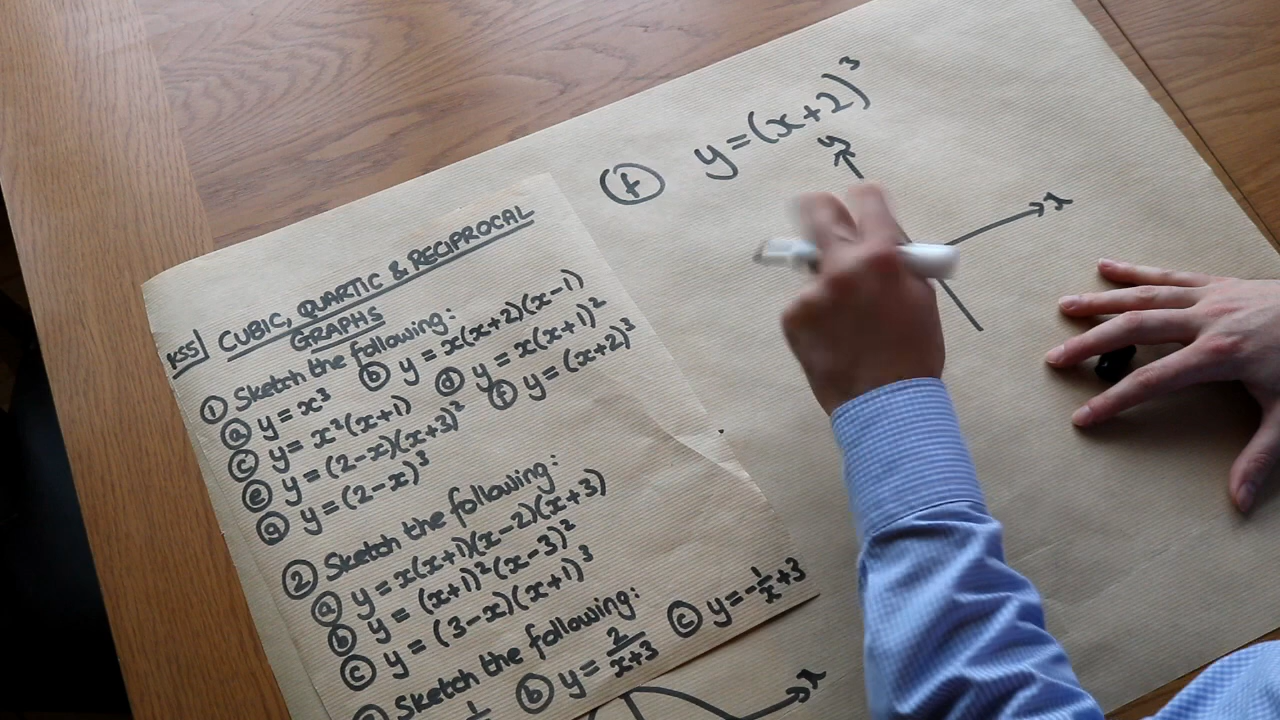 (f) y=(x+2)³
y
x
KS5 CUBIC, QUARTIC & RECIPROCAL
GRAPHS
① Sketch the following:
(a) y = x³ (b) y = x(x+2)(x-1)
(c) y = x²(x+1) (d) y = x(x+1)²
(e) y = (2-x)(x+3)² (f) y = (x+2)³
(g) y = (2-x)³
② Sketch the following:
(a) y = x(x+1)(x-2)(x+3)
(b) y = (x+1)²(x-3)²
(c) y = (3-x)(x+1)³
Sketch the following:
(b) y = 2/(x+3) (c) y = -1/x+3
x